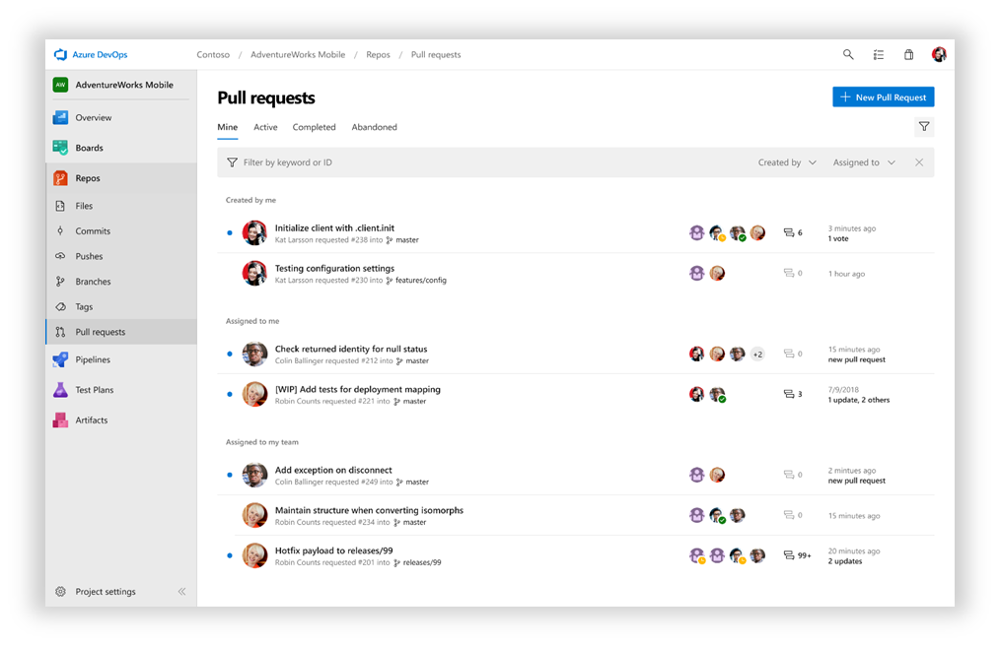 Azure DevOps
Contoso / AdventureWorks Mobile / Repos / Pull requests
AW AdventureWorks Mobile
Overview
Boards
Repos
Files
Commits
Pushes
Branches
Tags
Pull requests
Pipelines
Test Plans
Artifacts
Project settings
Pull requests
New Pull Request
Mine Active Completed Abandoned
Filter by keyword or ID Created by Assigned to
Created by me
Initialize client with .client.init
Kat Larsson requested #238 into master
6
3 minutes ago
1 vote
Testing configuration settings
Kat Larsson requested #230 into features/config
0
1 hour ago
Assigned to me
Check returned identity for null status
Colin Ballinger requested #212 into master
+2
0
15 minutes ago
new pull request
[WIP] Add tests for deployment mapping
Robin Counts requested #221 into master
3
7/9/2018
1 update, 2 others
Assigned to my team
Add exception on disconnect
Colin Ballinger requested #249 into master
0
2 mintues ago
new pull request
Maintain structure when converting isomorphs
Robin Counts requested #234 into master
0
15 minutes ago
Hotfix payload to releases/99
Robin Counts requested #201 into releases/99
99+
20 minutes ago
2 updates